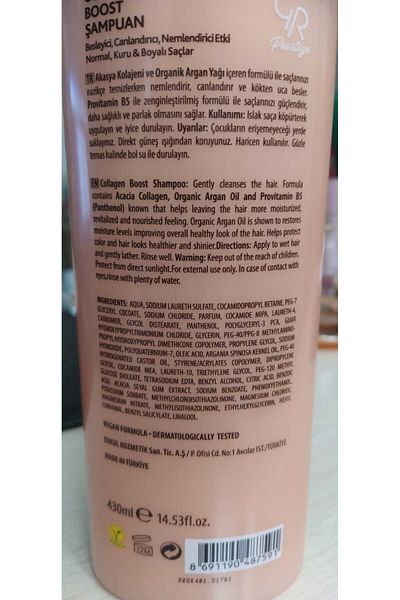 BOOST
ŞAMPUAN
Besleyici, Canlandırıcı, Nemlendirici Etki
Normal, Kuru & Boyalı Saçlar
GR
Prestige
TR Akasya Kolajeni ve Organik Argan Yağı içeren formülü ile saçlarınızı
nazikçe temizlerken nemlendirir, canlandırır ve kökten uca besler.
Provitamin B5 ile zenginleştirilmiş formülü ile saçlarınızı güçlendirir,
daha sağlıklı ve parlak olmasını sağlar. Kullanımı: Islak saça köpürterek
uygulayın ve iyice durulayın. Uyarılar: Çocukların erişemeyeceği yerde
saklayınız. Direkt güneş ışığından koruyunuz. Haricen kullanılır. Gözle
temas halinde bol su ile durulayın.
EN Collagen Boost Shampoo: Gently cleanses the hair. Formula
contains Acacia Collagen, Organic Argan Oil and Provitamin B5
(Panthenol) known that helps leaving the hair more moisturized,
revitalized and nourished feeling. Organic Argan Oil is shown to restores
moisture levels improving overall healthy look of the hair. Helps protect
color and hair looks healthier and shinier.Directions: Apply to wet hair
and gently lather. Rinse well. Warning: Keep out of the reach of children.
Protect from direct sunlight.For external use only. In case of contact with
eyes,rinse with plenty of water.
INGREDIENTS: AQUA, SODIUM LAURETH SULFATE, COCAMIDOPROPYL BETAINE, PEG-7
GLYCERYL COCOATE, SODIUM CHLORIDE, PARFUM, COCAMIDE MIPA, LAURETH-4,
CARBOMER, GLYCOL DISTEARATE, PANTHENOL, POLYGLYCERYL-3 PCA, GUAR
HYDROXYPROPYLTRIMONIUM CHLORIDE, GLYCERIN, PEG-40/PPG-8 METHYLAMINO-
PROPYL/HYDROXYPROPYL DIMETHICONE COPOLYMER, PROPYLENE GLYCOL, SODIUM
HYDROXIDE, POLYQUATERNIUM-7, OLEIC ACID, ARGANIA SPINOSA KERNEL OIL, PEG-40
HYDROGENATED CASTOR OIL, STYRENE/ACRYLATES COPOLYMER, DIPROPYLENE
GLYCOL, COCAMIDE MEA, LAURETH-10, TRIETHYLENE GLYCOL, PEG-120 METHYL
GLUCOSE DIOLEATE, TETRASODIUM EDTA, BENZYL ALCOHOL, CITRIC ACID, BENZOIC
ACID, ACACIA SEYAL GUM EXTRACT, SODIUM BENZOATE, PHENOXYETHANOL,
POTASSIUM SORBATE, METHYLCHLOROISOTHIAZOLINONE, MAGNESIUM CHLORIDE,
MAGNESIUM NITRATE, METHYLISOTHIAZOLINONE, ETHYLHEXYLGLYCERIN, HEXYL
CINNAMAL, BENZYL SALICYLATE, LINALOOL.
VEGAN FORMULA • DERMATOLOGICALLY TESTED
ERKUL KOZMETİK San. Tic. A.Ş./ P. Ofisi Cd. No:1 Avcılar IST./TÜRKİYE
MADE IN TÜRKİYE
430ml e 14.53fl.oz.
12M
8 691190 487591